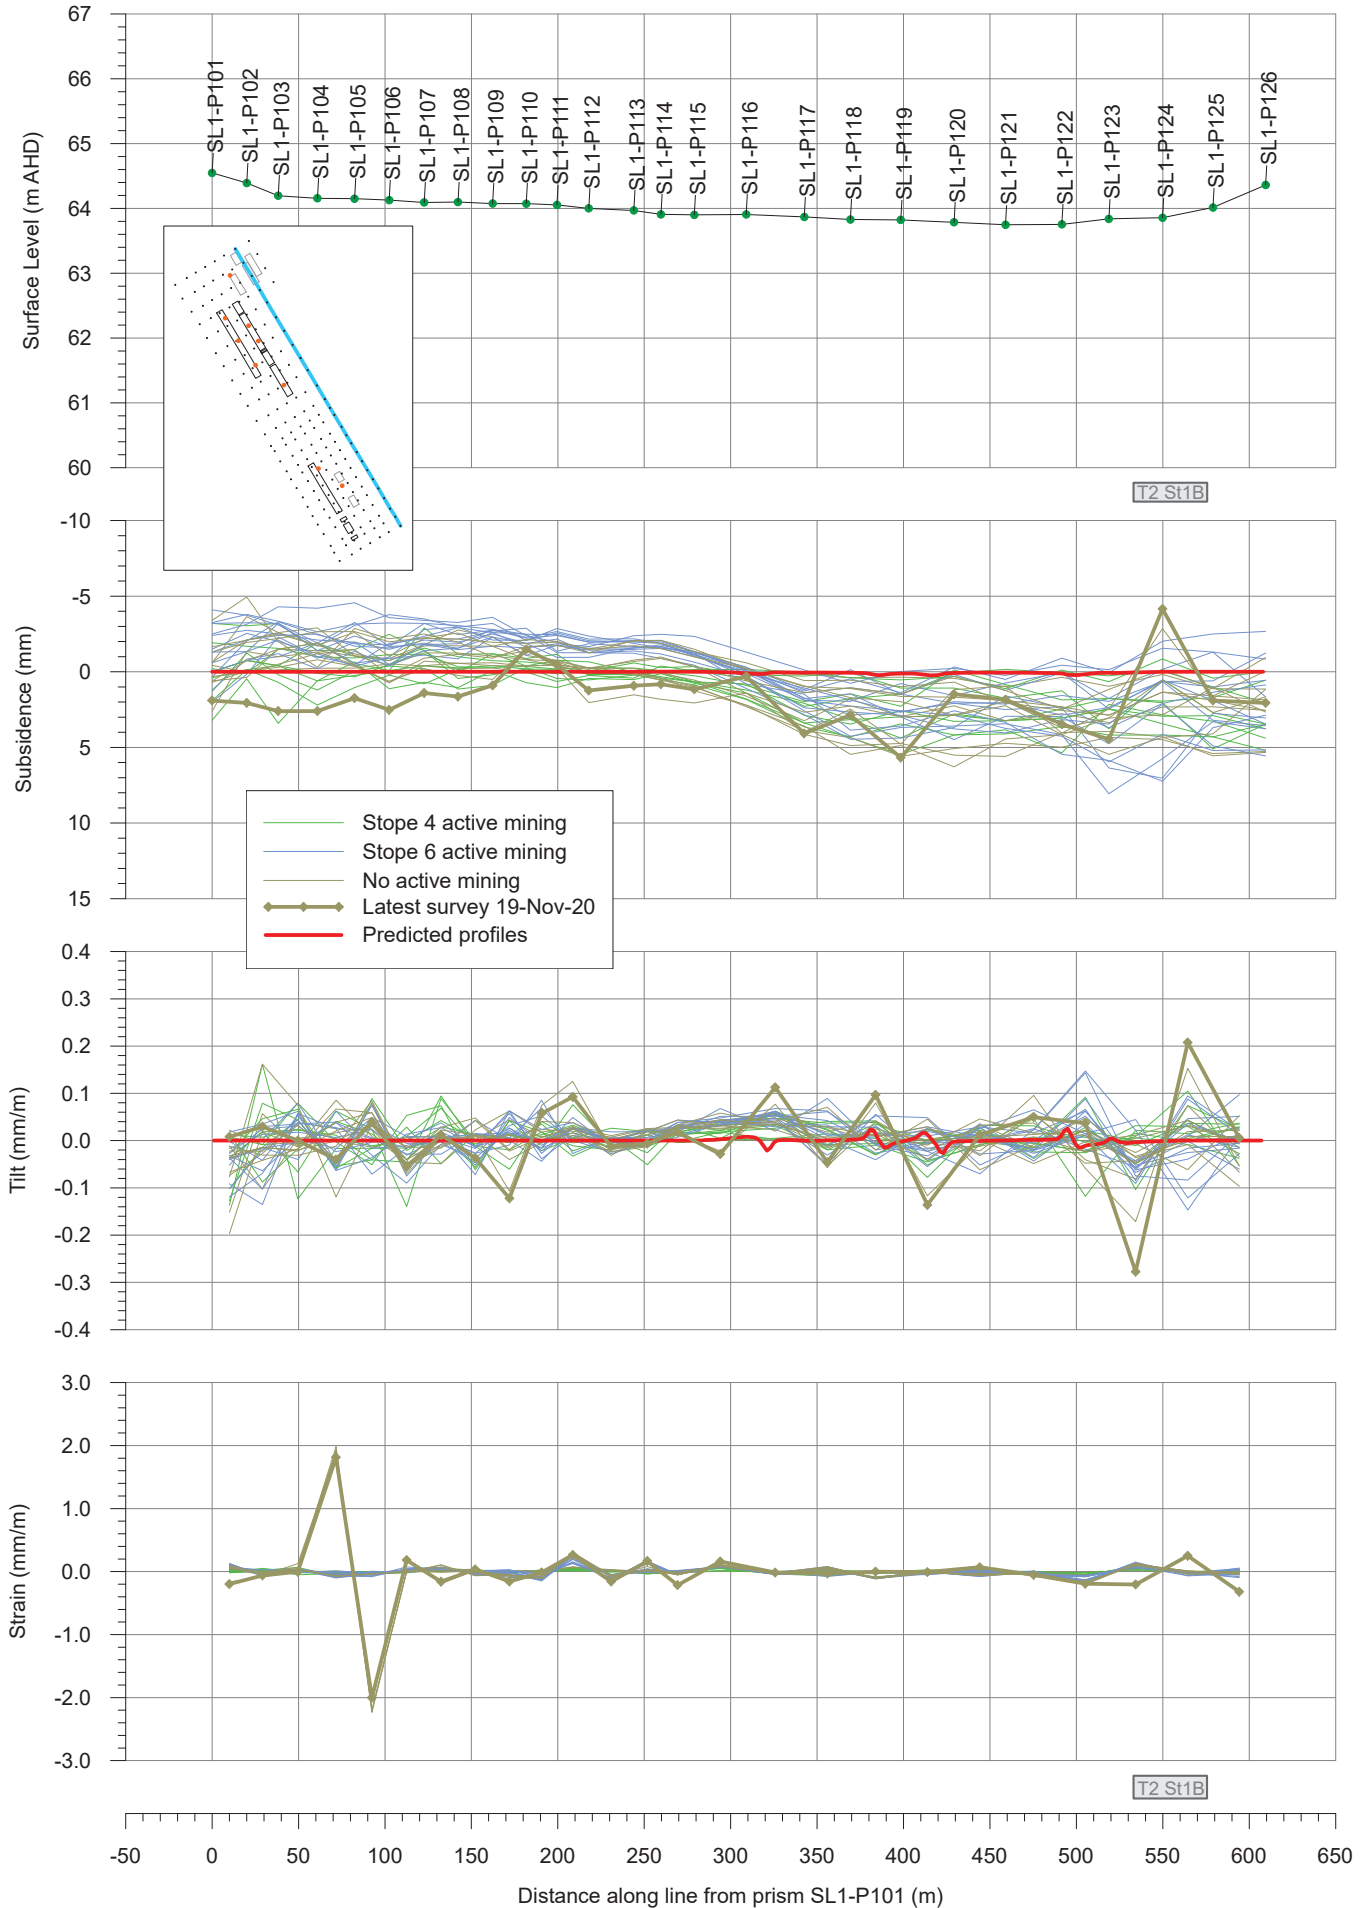 67
66
65
64
63
62
61
60
Surface Level (m AHD)
SL1-P101
SL1-P102
SL1-P103
SL1-P104
SL1-P105
SL1-P106
SL1-P107
SL1-P108
SL1-P109
SL1-P110
SL1-P111
SL1-P112
SL1-P113
SL1-P114
SL1-P115
SL1-P116
SL1-P117
SL1-P118
SL1-P119
SL1-P120
SL1-P121
SL1-P122
SL1-P123
SL1-P124
SL1-P125
SL1-P126
T2 St1B
-10
-5
0
5
10
15
Subsidence (mm)
Stope 4 active mining
Stope 6 active mining
No active mining
Latest survey 19-Nov-20
Predicted profiles
0.4
0.3
0.2
0.1
0.0
-0.1
-0.2
-0.3
-0.4
Tilt (mm/m)
3.0
2.0
1.0
0.0
-1.0
-2.0
-3.0
Strain (mm/m)
T2 St1B
-50 0 50 100 150 200 250 300 350 400 450 500 550 600 650
Distance along line from prism SL1-P101 (m)